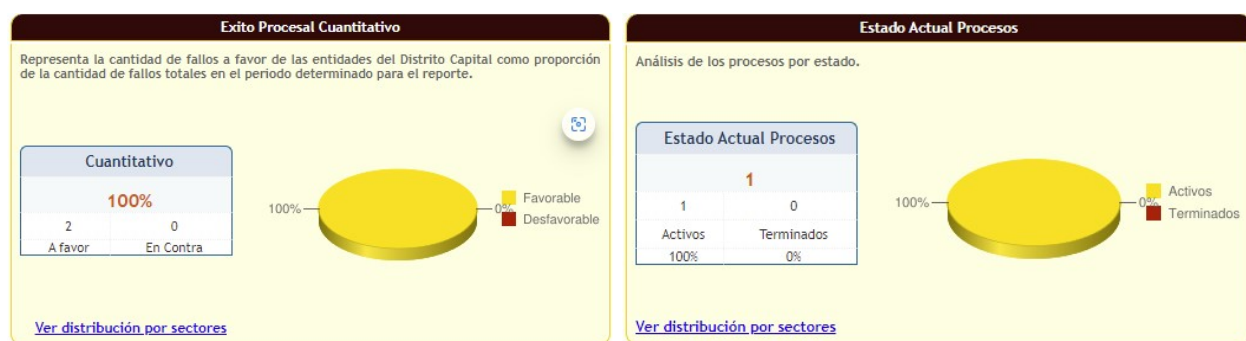 Exito Procesal Cuantitativo
Representa la cantidad de fallos a favor de las entidades del Distrito Capital como proporción
de la cantidad de fallos totales en el periodo determinado para el reporte.
Cuantitativo
100%
2 0
A favor En Contra
100% 0%
Favorable
Desfavorable
Ver distribución por sectores
Estado Actual Procesos
Análisis de los procesos por estado.
Estado Actual Procesos
1
1 0
Activos Terminados
100% 0%
100% 0%
Activos
Terminados
Ver distribución por sectores